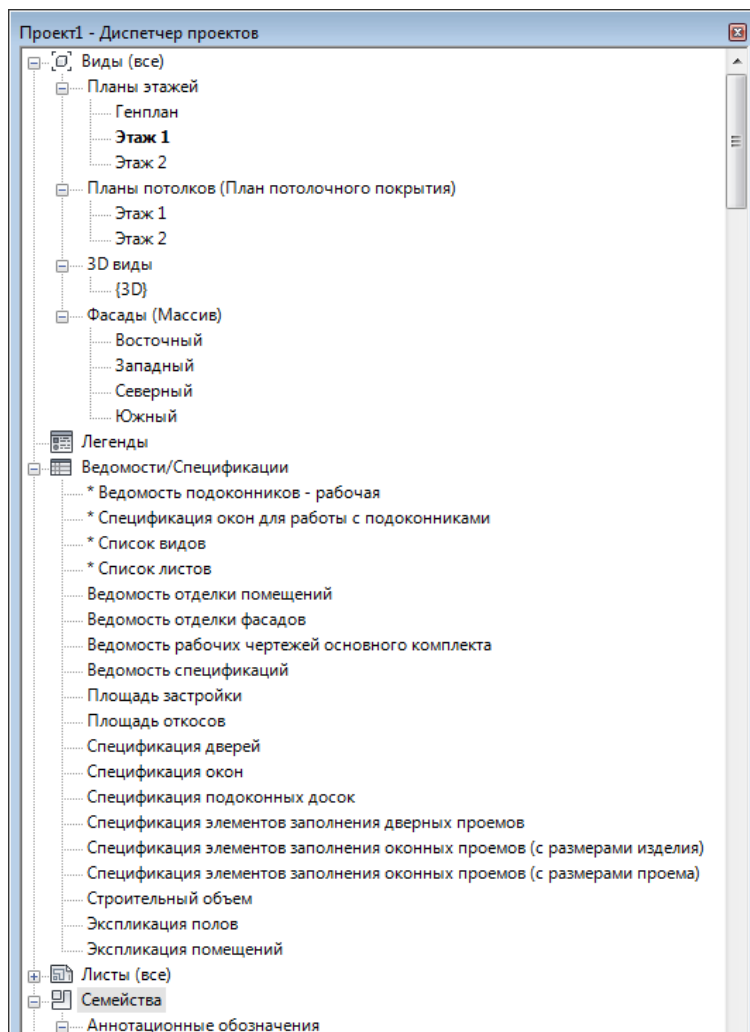 Проект1 - Диспетчер проектов
Виды (все)
Планы этажей
Генплан
Этаж 1
Этаж 2
Планы потолков (План потолочного покрытия)
Этаж 1
Этаж 2
3D виды
{3D}
Фасады (Массив)
Восточный
Западный
Северный
Южный
Легенды
Ведомости/Спецификации
* Ведомость подоконников - рабочая
* Спецификация окон для работы с подоконниками
* Список видов
* Список листов
Ведомость отделки помещений
Ведомость отделки фасадов
Ведомость рабочих чертежей основного комплекта
Ведомость спецификаций
Площадь застройки
Площадь откосов
Спецификация дверей
Спецификация окон
Спецификация подоконных досок
Спецификация элементов заполнения дверных проемов
Спецификация элементов заполнения оконных проемов (с размерами изделия)
Спецификация элементов заполнения оконных проемов (с размерами проема)
Строительный объем
Экспликация полов
Экспликация помещений
Листы (все)
Семейства
Аннотационные обозначения